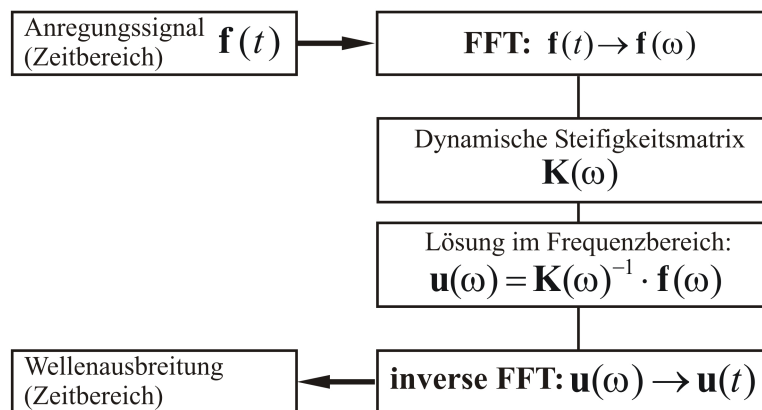 Anregungssignal
(Zeitbereich)
f(t)
FFT: f(t) → f(ω)
Dynamische Steifigkeitsmatrix
K(ω)
Lösung im Frequenzbereich:
u(ω) = K(ω)⁻¹ · f(ω)
Wellenausbreitung
(Zeitbereich)
inverse FFT: u(ω) → u(t)